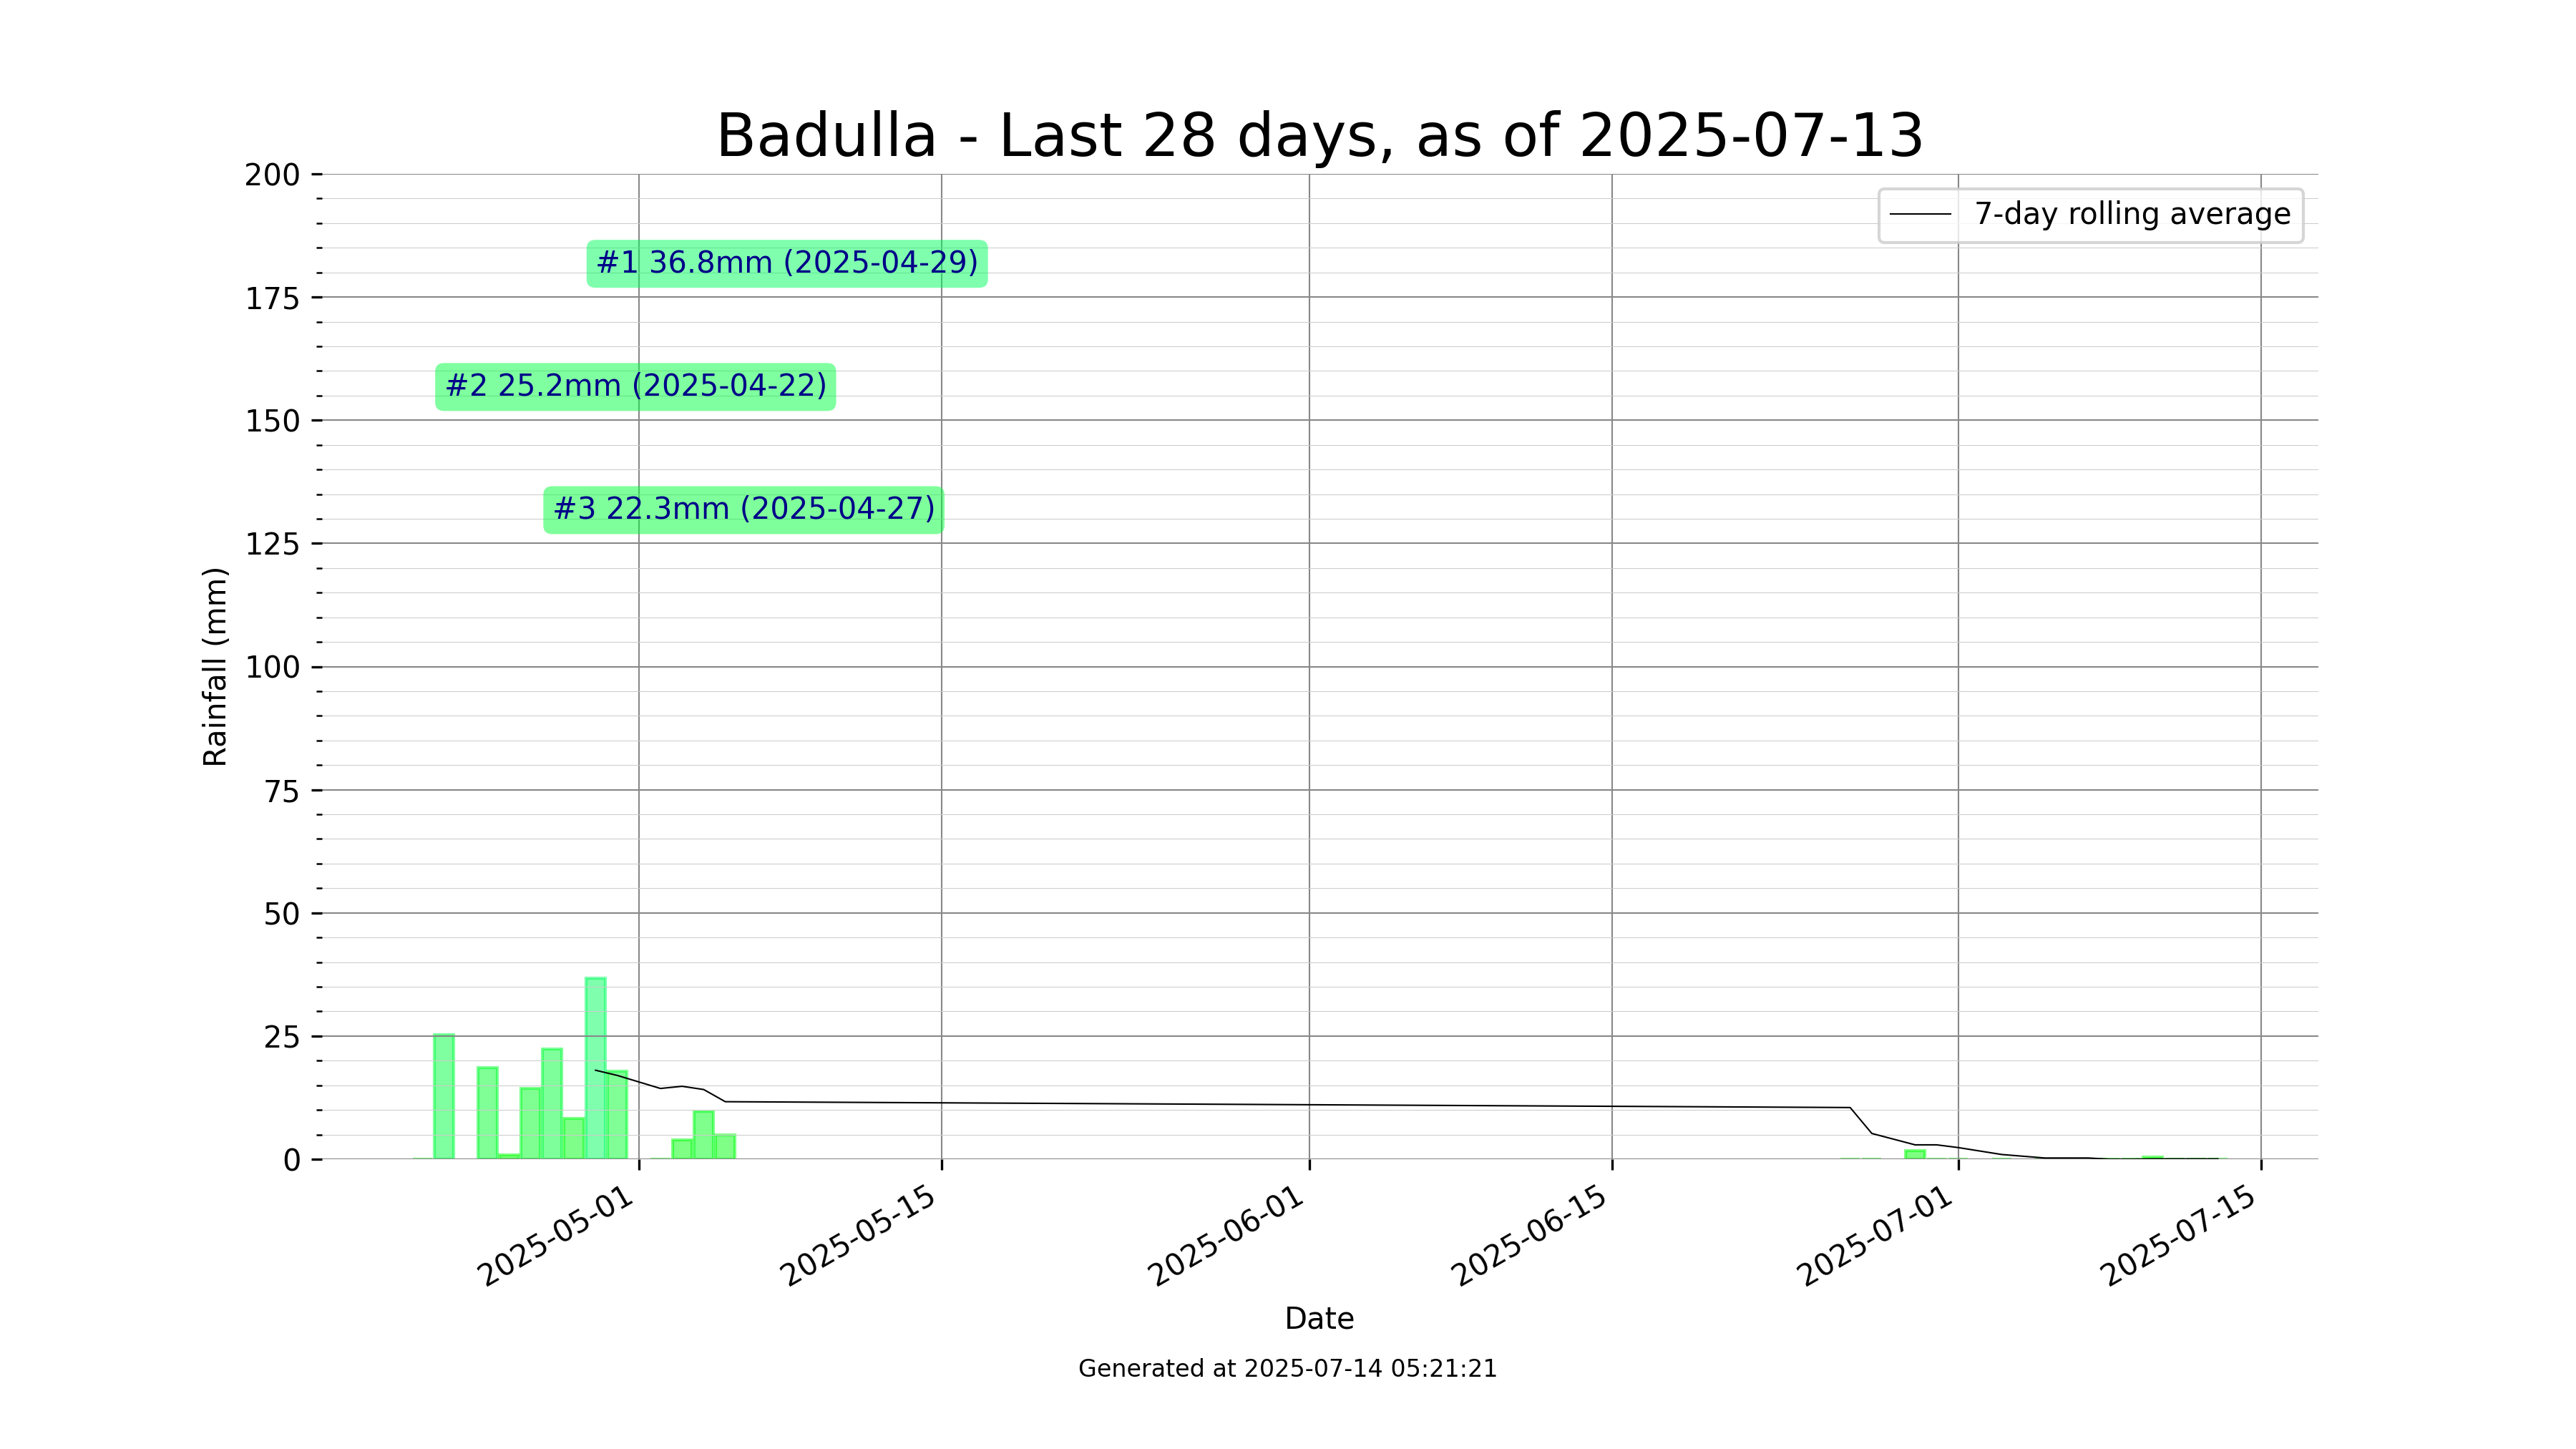 Badulla - Last 28 days, as of 2025-07-13
7-day rolling average
#1 36.8mm (2025-04-29)
#2 25.2mm (2025-04-22)
#3 22.3mm (2025-04-27)
Rainfall (mm)
200
175
150
125
100
75
50
25
0
2025-05-01
2025-05-15
2025-06-01
2025-06-15
2025-07-01
2025-07-15
Date
Generated at 2025-07-14 05:21:21